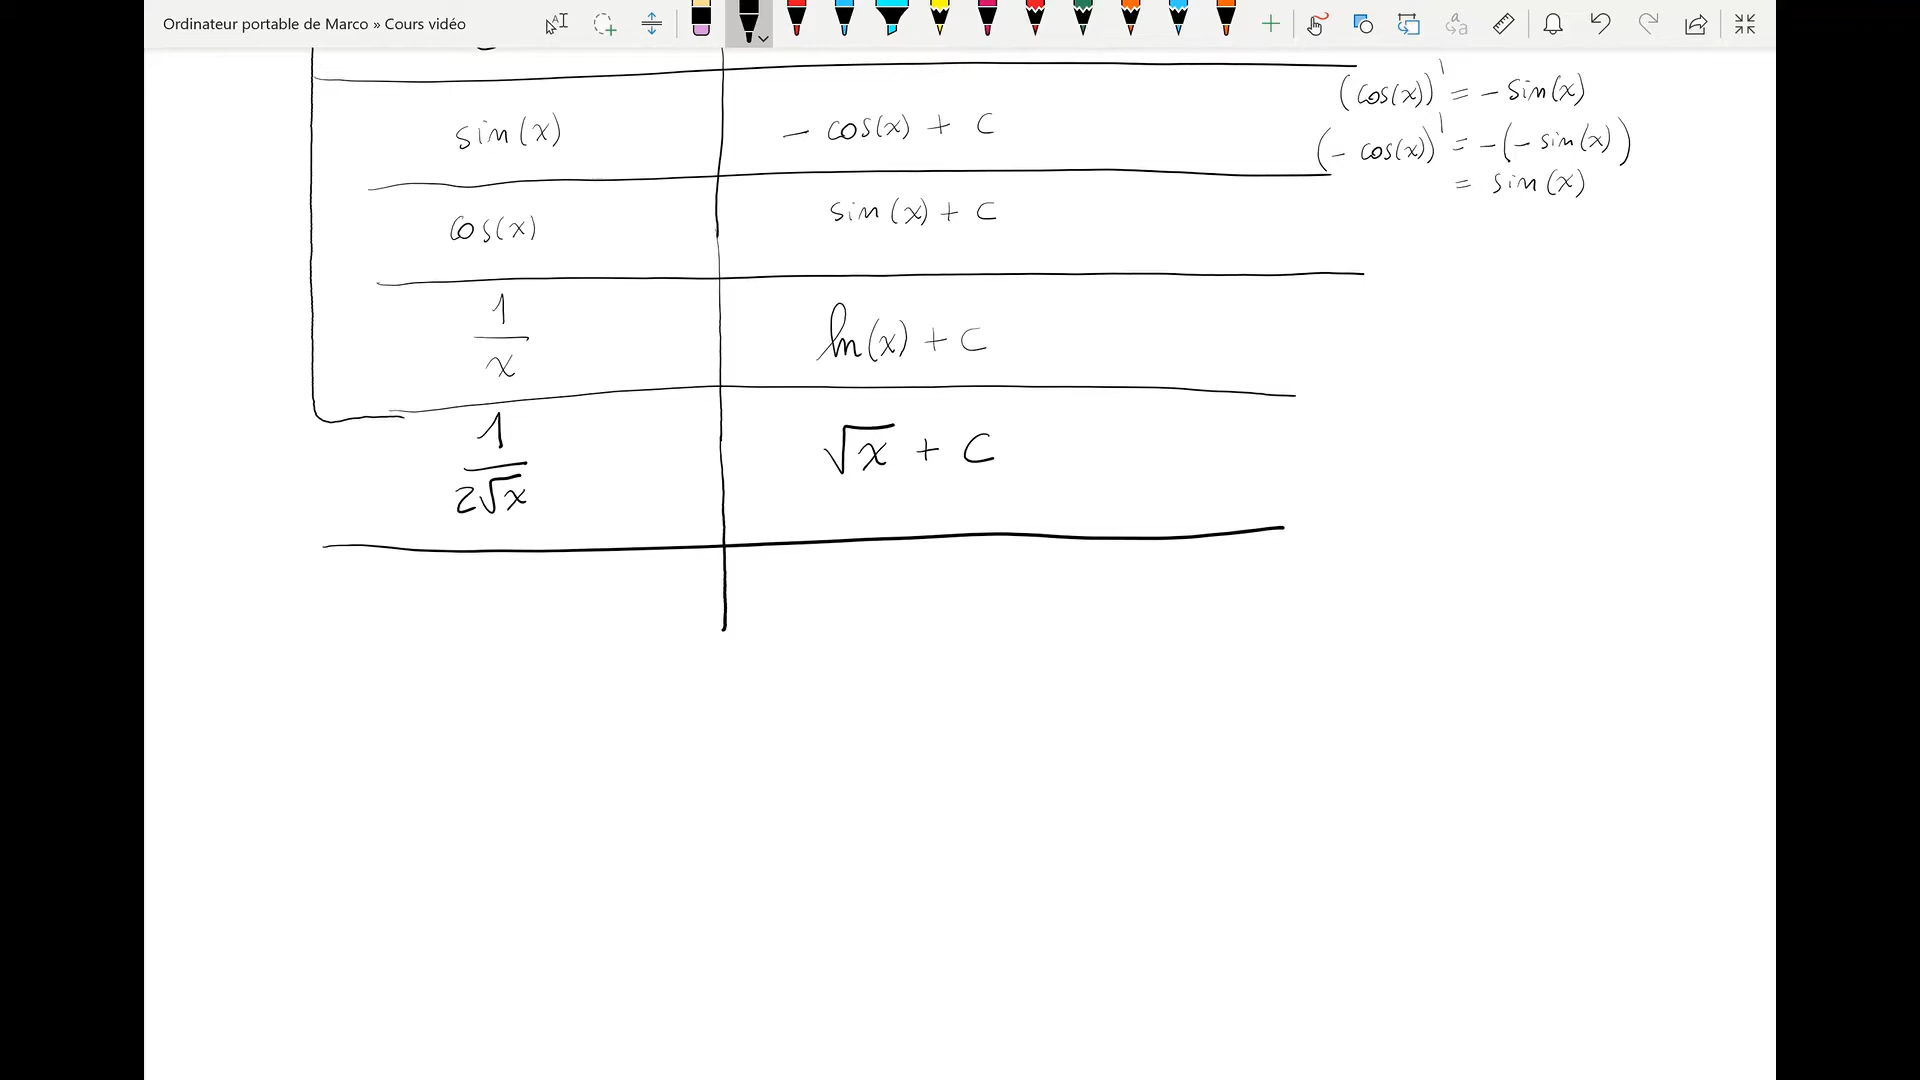 Ordinateur portable de Marco » Cours vidéo
(cos(x))' = - sin(x)
sin(x) - cos(x) + C
(- cos(x))' = -(- sin(x))
= sin(x)
cos(x) sin(x) + C
1/x ln(x) + C
1/(2√x) √x + C